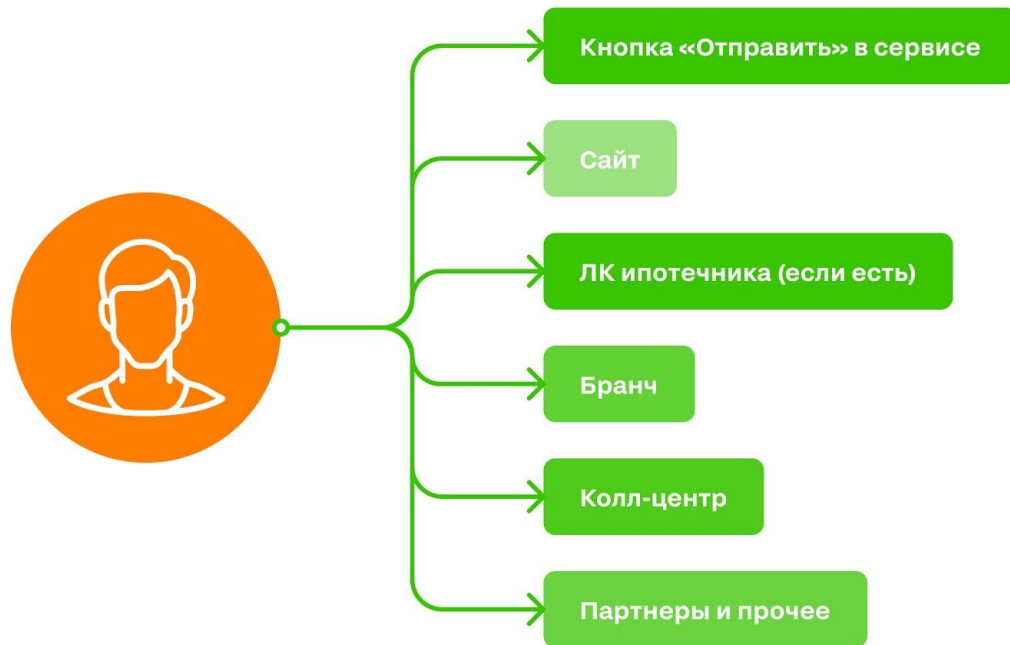 Кнопка «Отправить» в сервисе
Сайт
ЛК ипотечника (если есть)
Бранч
Колл-центр
Партнеры и прочее